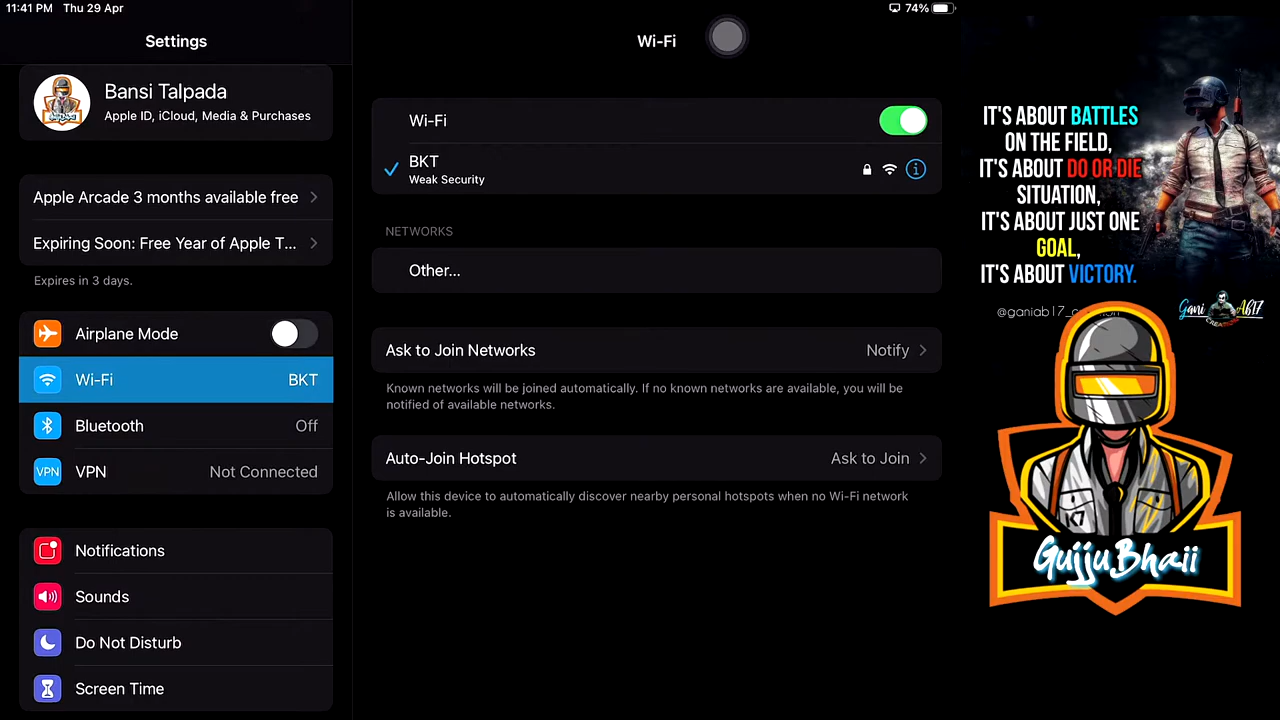 11:41 PM Thu 29 Apr
74%
Settings
Bansi Talpada
Apple ID, iCloud, Media & Purchases
Apple Arcade 3 months available free
Expiring Soon: Free Year of Apple T...
Expires in 3 days.
Airplane Mode
Wi-Fi BKT
Bluetooth Off
VPN VPN Not Connected
Notifications
Sounds
Do Not Disturb
Screen Time
Wi-Fi
Wi-Fi
BKT
Weak Security
NETWORKS
Other...
Ask to Join Networks Notify
Known networks will be joined automatically. If no known networks are available, you will be
notified of available networks.
Auto-Join Hotspot Ask to Join
Allow this device to automatically discover nearby personal hotspots when no Wi-Fi network
is available.
IT'S ABOUT BATTLES
ON THE FIELD,
IT'S ABOUT DO OR DIE
SITUATION,
IT'S ABOUT JUST ONE
GOAL,
IT'S ABOUT VICTORY.
Gani Ab17
K7
GujjuBhaii